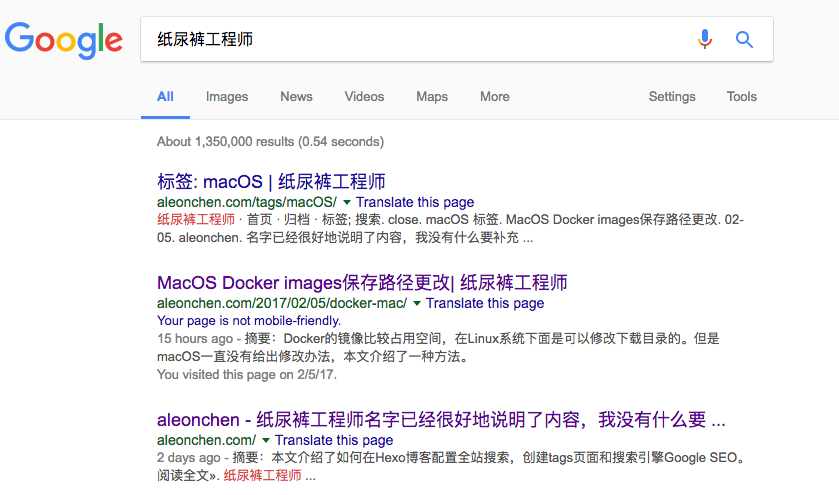 Google 纸尿裤工程师
All Images News Videos Maps More Settings Tools
About 1,350,000 results (0.54 seconds)
标签: macOS | 纸尿裤工程师
aleonchen.com/tags/macOS/ ▼ Translate this page
纸尿裤工程师 · 首页 · 归档 · 标签; 搜索. close. macOS 标签. MacOS Docker images保存路径更改. 02-
05. aleonchen. 名字已经很好地说明了内容，我没有什么要补充 ...
MacOS Docker images保存路径更改| 纸尿裤工程师
aleonchen.com/2017/02/05/docker-mac/ ▼ Translate this page
Your page is not mobile-friendly.
15 hours ago - 摘要：Docker的镜像比较占用空间，在Linux系统下面是可以修改下载目录的。但是
macOS一直没有给出修改办法，本文介绍了一种方法。
You visited this page on 2/5/17.
aleonchen - 纸尿裤工程师名字已经很好地说明了内容，我没有什么要 ...
aleonchen.com/ ▼ Translate this page
2 days ago - 摘要：本文介绍了如何在Hexo博客配置全站搜索，创建tags页面和搜索引擎Google SEO。
阅读全文». 纸尿裤工程师 ...